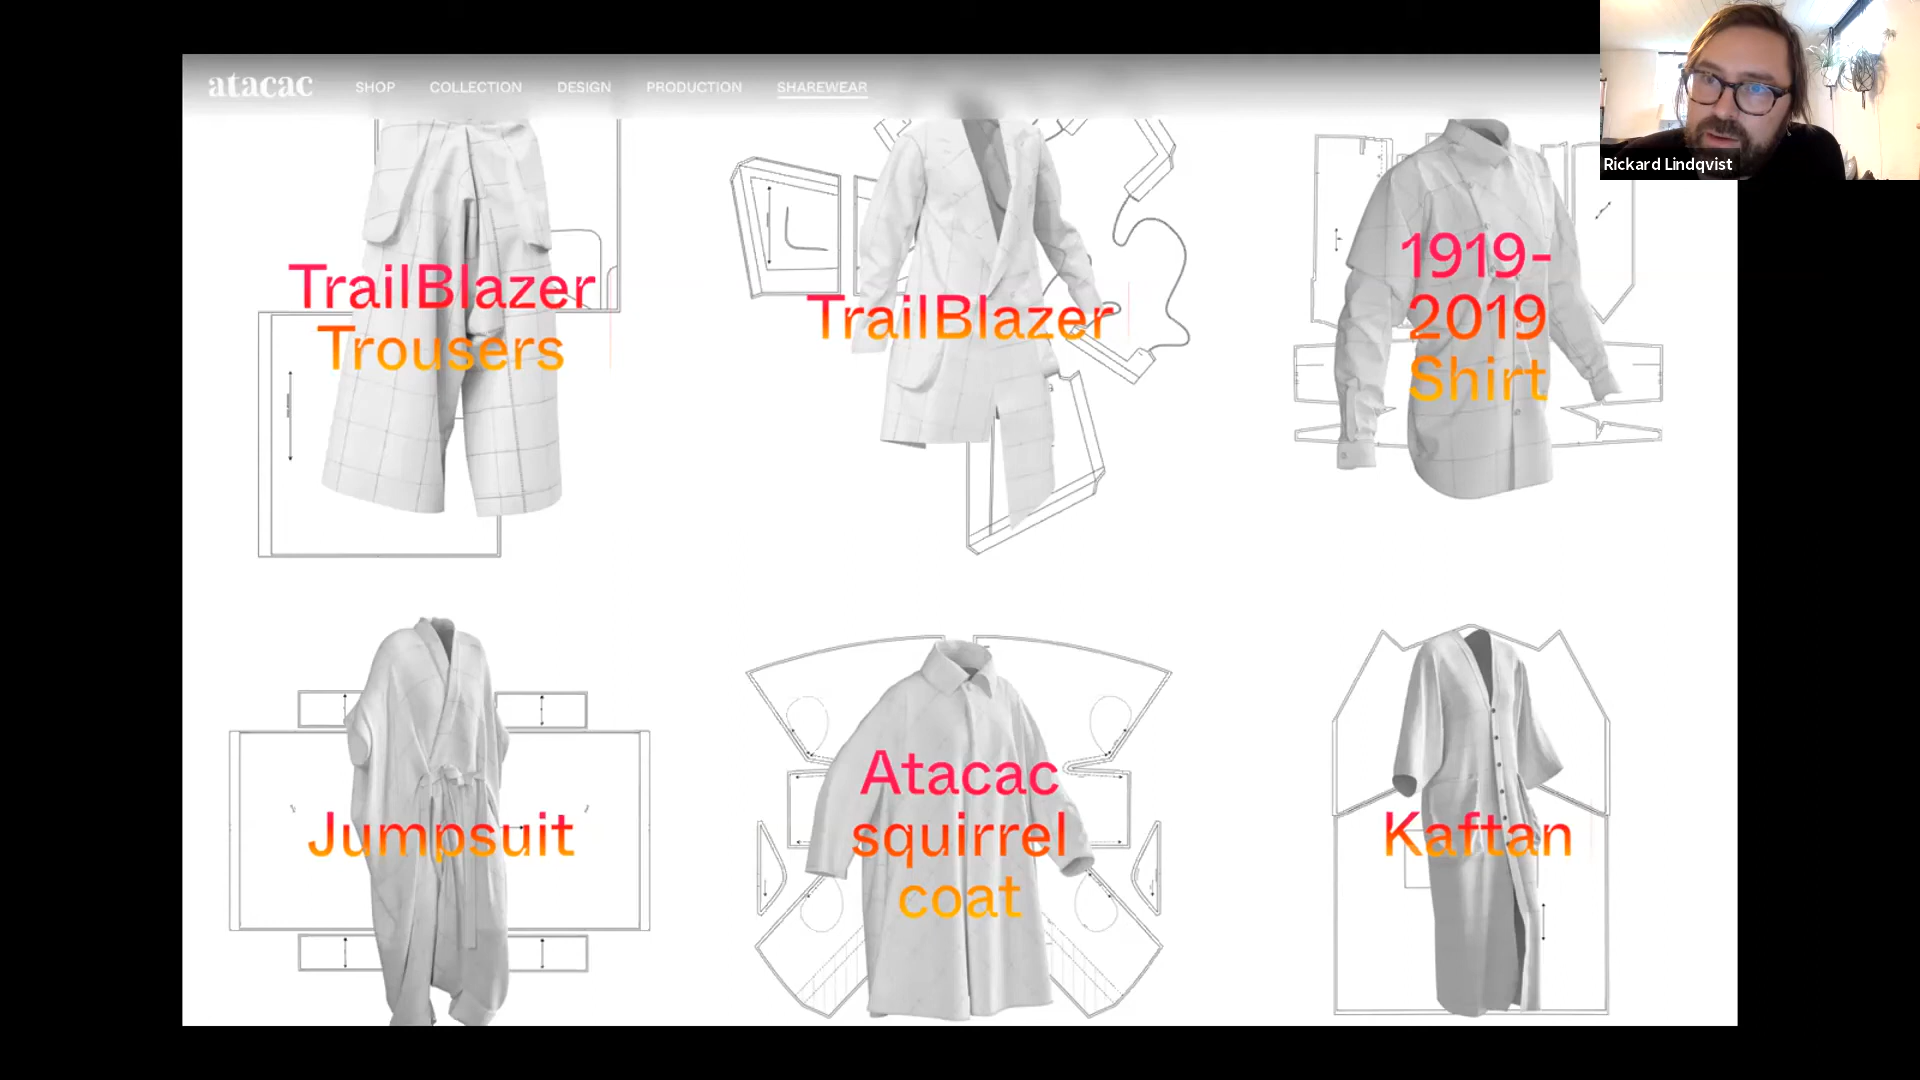 atacac SHOP COLLECTION DESIGN PRODUCTION SHAREWEAR
Rickard Lindqvist
TrailBlazer
Trousers
TrailBlazer
1919-
2019
Shirt
Jumpsuit
Atacac
squirrel
coat
Kaftan